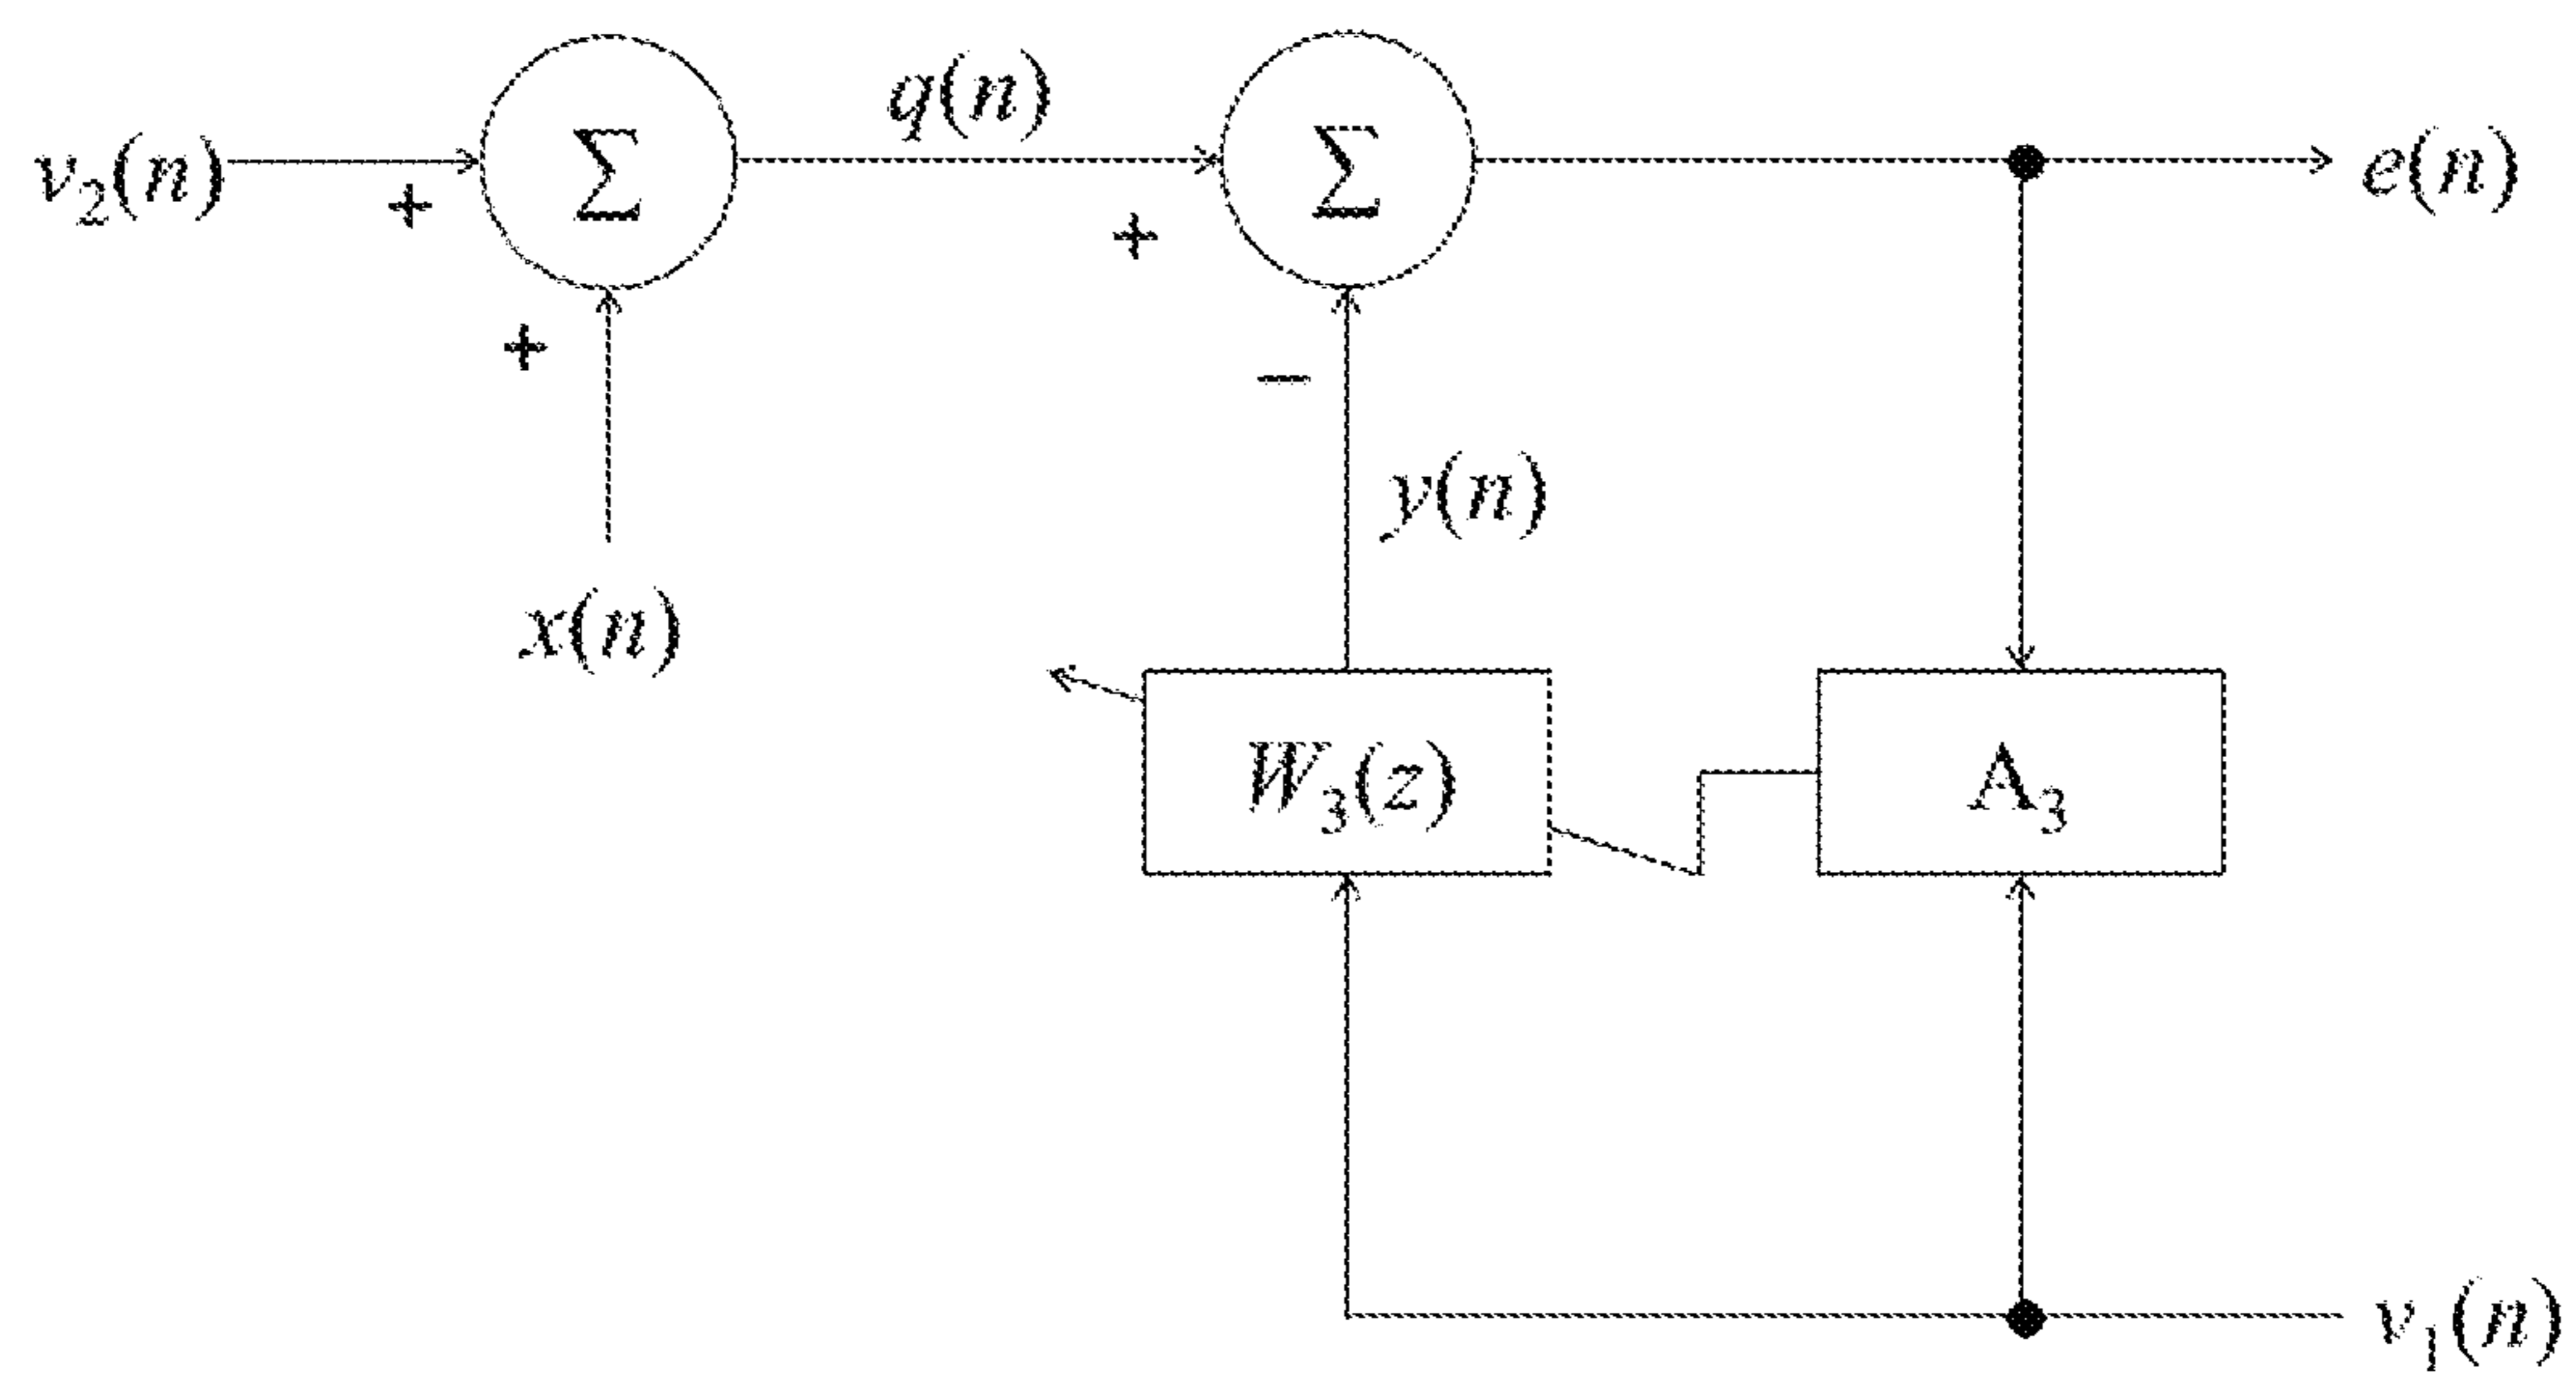 v₂(n)
+
Σ
q(n)
+
Σ
e(n)
+
−
x(n)
y(n)
W₃(z)
A₃
v₁(n)